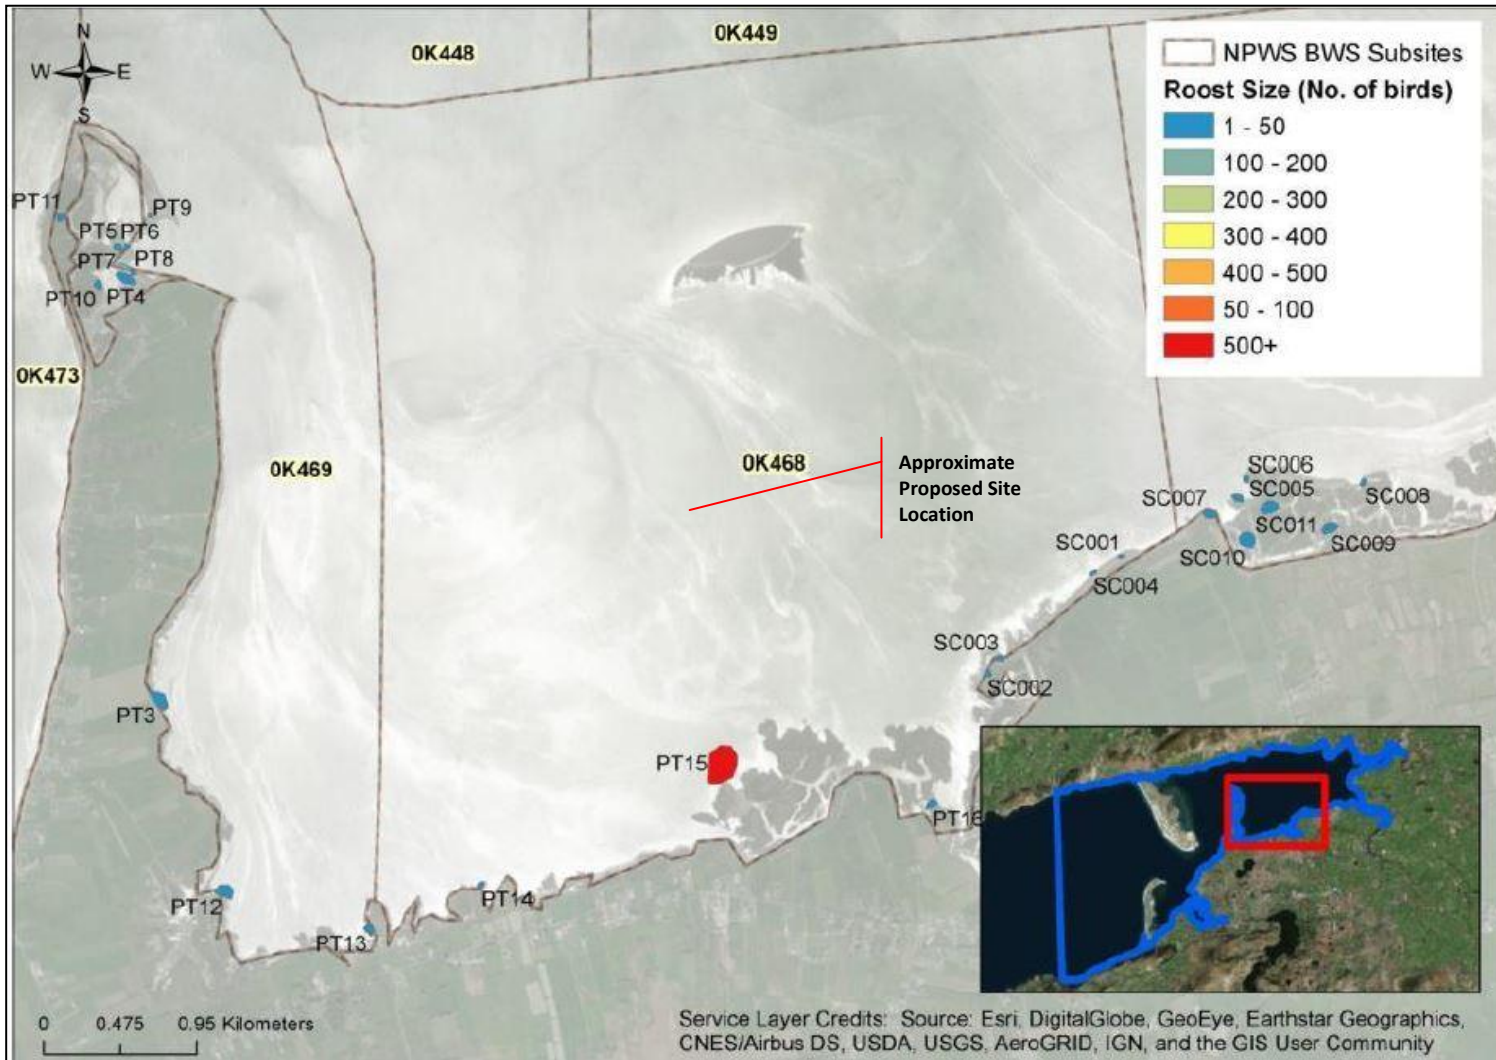 N
W E
S
0K448
0K449
NPWS BWS Subsites
Roost Size (No. of birds)
1 - 50
100 - 200
200 - 300
300 - 400
400 - 500
50 - 100
500+
PT11
PT9
PT5
PT6
PT7
PT8
PT10
PT4
0K473
0K469
0K468
Approximate
Proposed Site
Location
SC006
SC005
SC008
SC007
SC011
SC010
SC009
SC001
SC004
SC003
SC002
PT3
PT15
PT16
PT12
PT14
PT13
0 0.475 0.95 Kilometers
Service Layer Credits: Source: Esri, DigitalGlobe, GeoEye, Earthstar Geographics,
CNES/Airbus DS, USDA, USGS, AeroGRID, IGN, and the GIS User Community